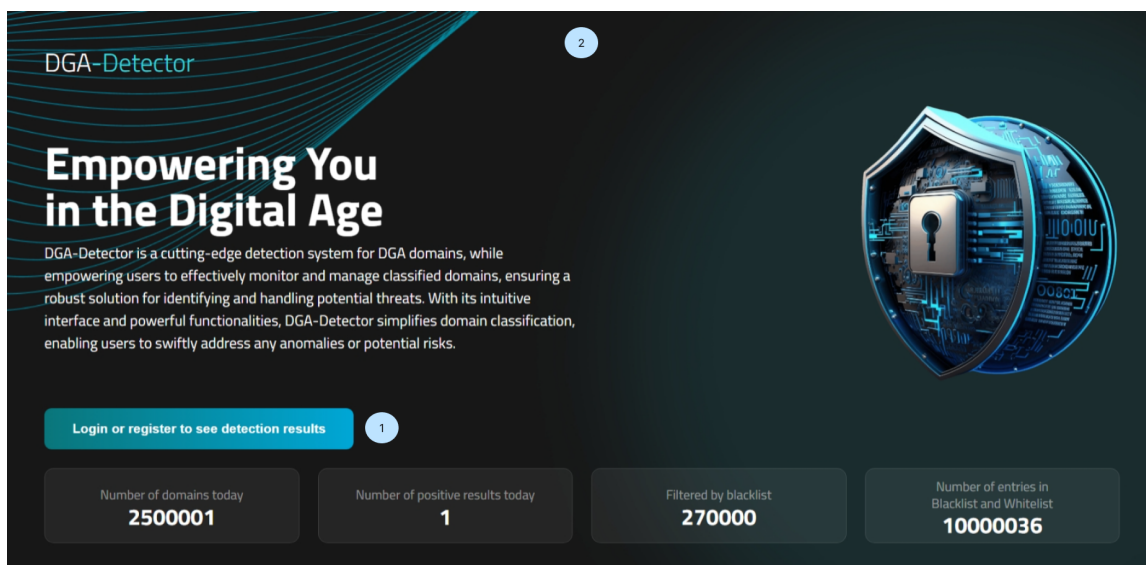 2
DGA-Detector
Empowering You
in the Digital Age
DGA-Detector is a cutting-edge detection system for DGA domains, while
empowering users to effectively monitor and manage classified domains, ensuring a
robust solution for identifying and handling potential threats. With its intuitive
interface and powerful functionalities, DGA-Detector simplifies domain classification,
enabling users to swiftly address any anomalies or potential risks.
Login or register to see detection results
1
Number of domains today
2500001
Number of positive results today
1
Filtered by blacklist
270000
Number of entries in
Blacklist and Whitelist
10000036